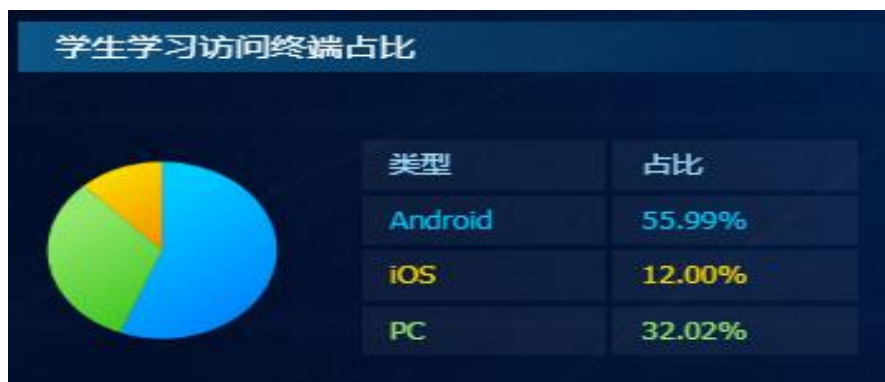 学生学习访问终端占比
类型 占比
Android 55.99%
iOS 12.00%
PC 32.02%